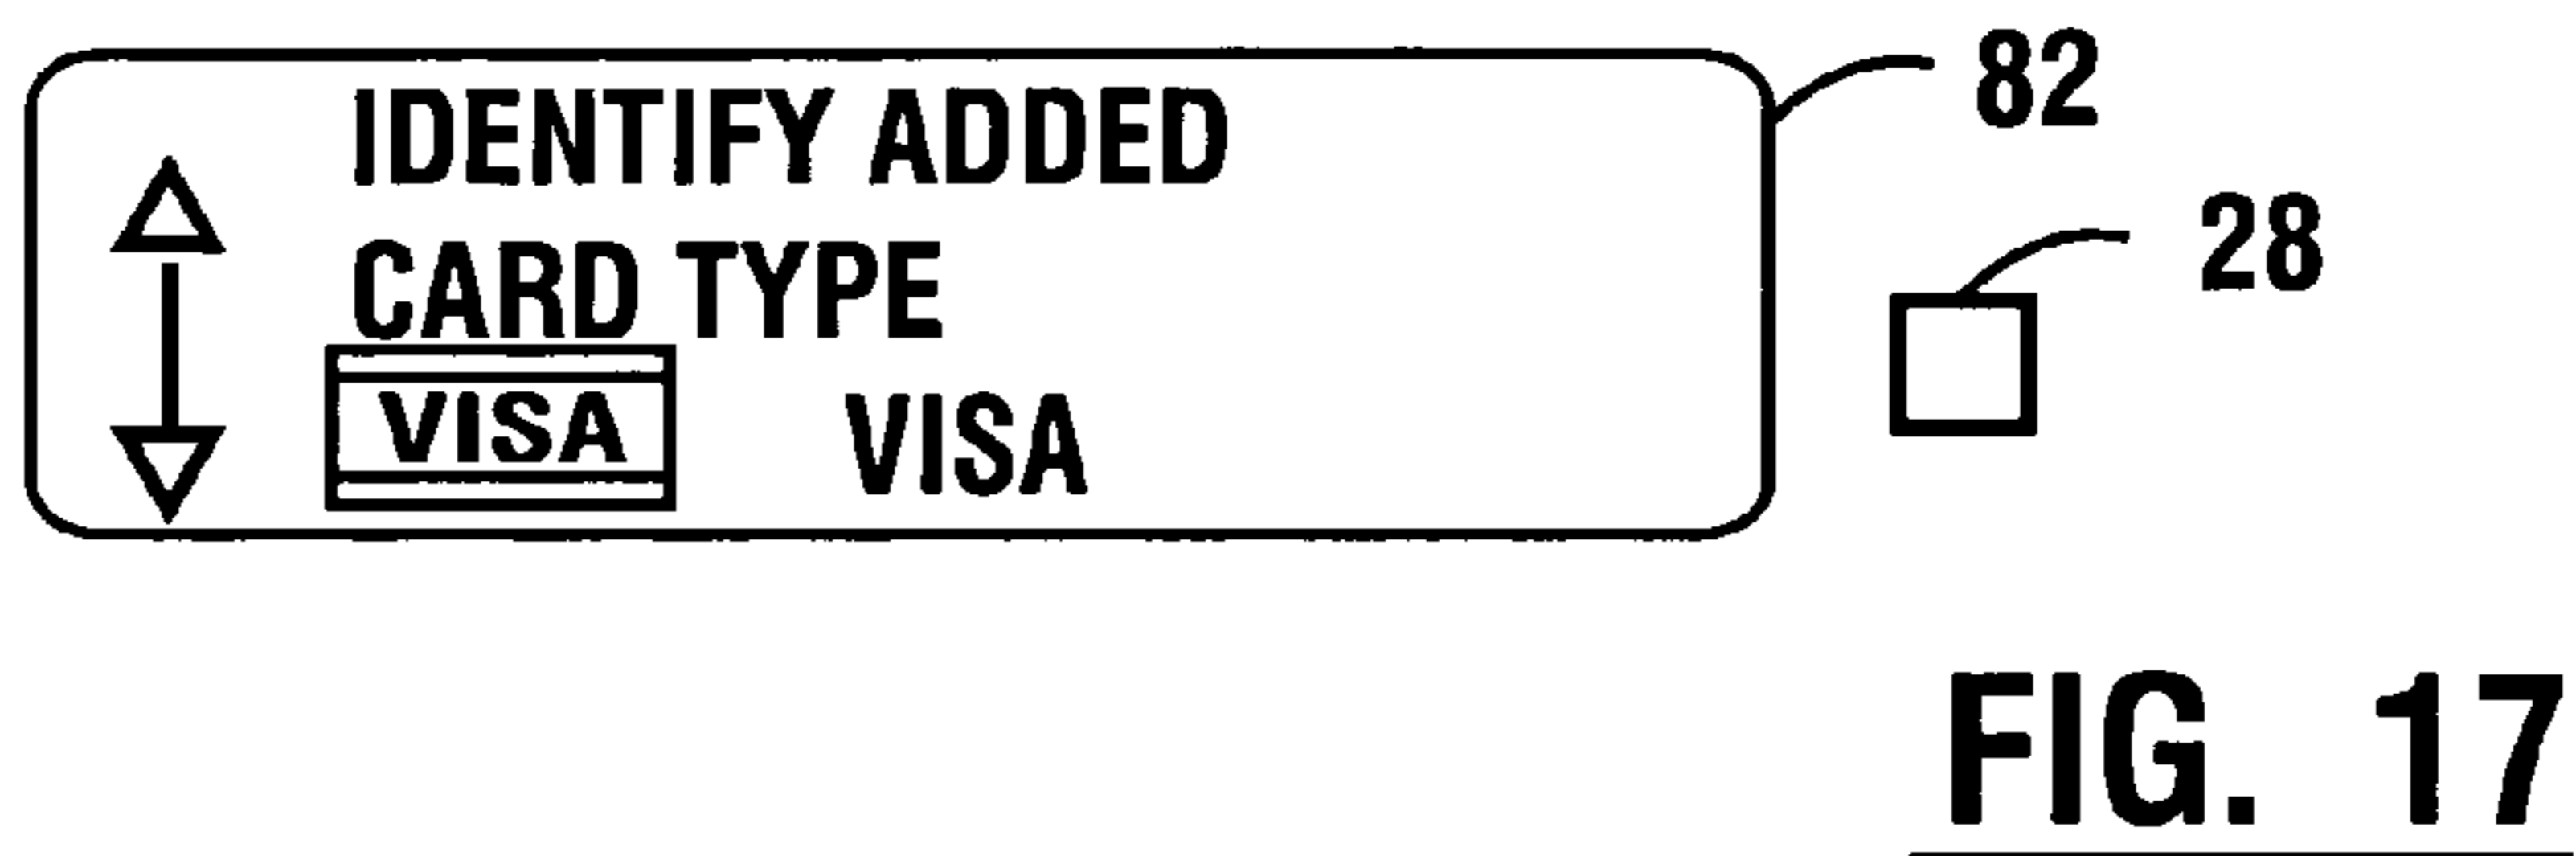 IDENTIFY ADDED
CARD TYPE
VISA VISA
82
28
FIG. 17